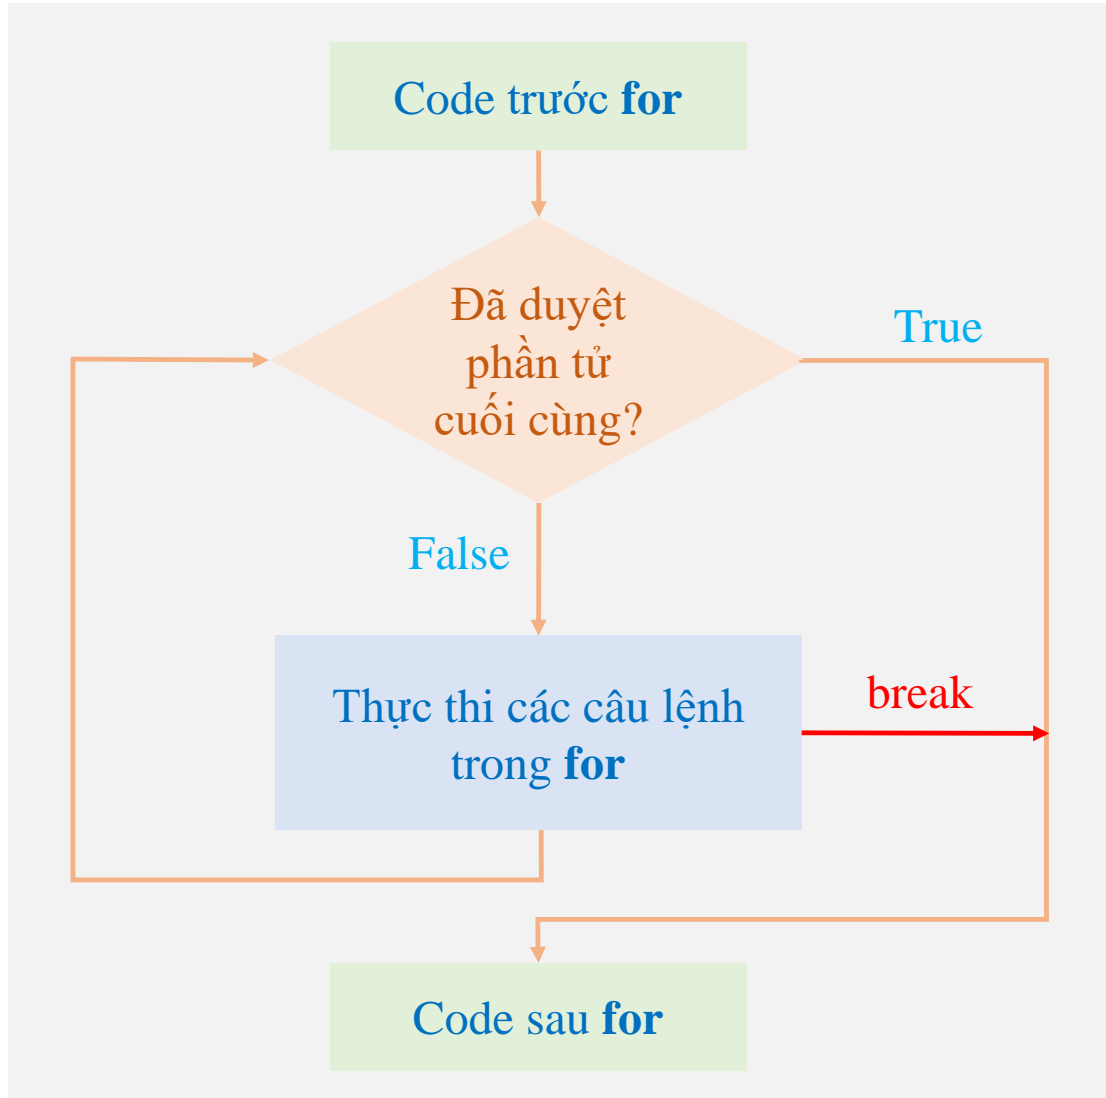 Code trước for
Đã duyệt
phần tử
cuối cùng?
True
False
Thực thi các câu lệnh
trong for
break
Code sau for